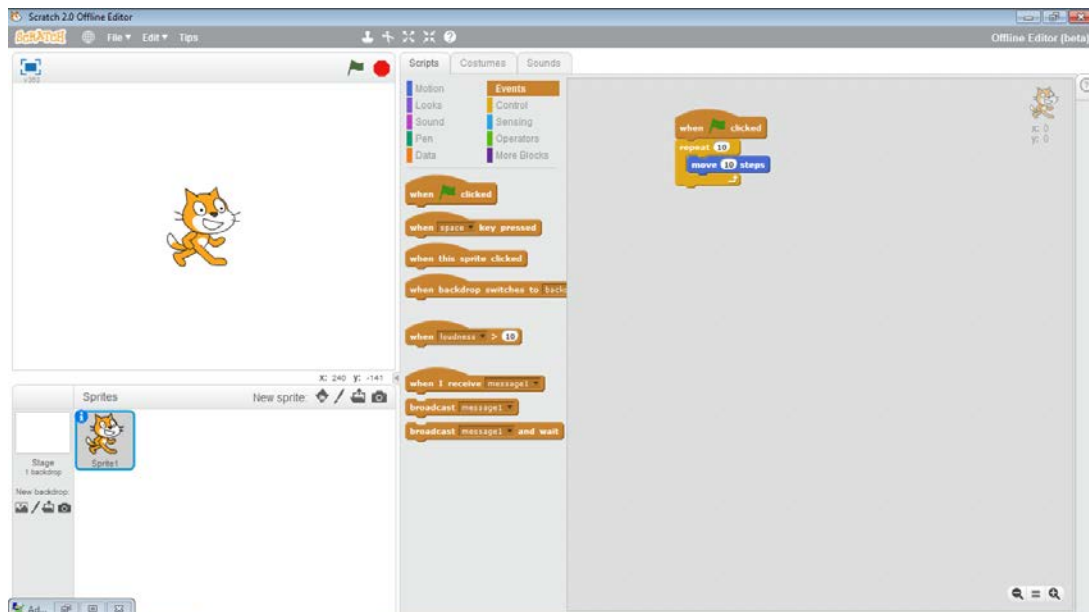 Scratch 2.0 Offline Editor
SCRATCH File Edit Tips
Offline Editor (beta)
v350
Scripts Costumes Sounds
Motion Events
Looks Control
Sound Sensing
Pen Operators
Data More Blocks
when clicked
when space key pressed
when this sprite clicked
when backdrop switches to
when loudness > 10
when I receive message1
broadcast message1
broadcast message1 and wait
when clicked
repeat 10
move 10 steps
x: 0
y: 0
x: 240 y: -141
Sprites New sprite:
Sprite1
Stage
1 backdrop
New backdrop:
Ad...